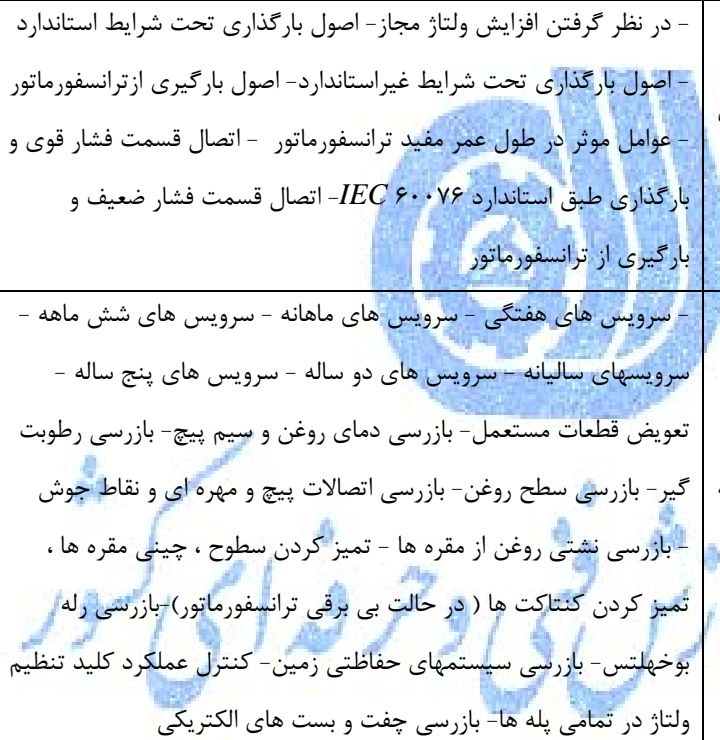 - در نظر گرفتن افزایش ولتاژ مجاز- اصول بارگذاری تحت شرایط استاندارد
- اصول بارگذاری تحت شرایط غیراستاندارد- اصول بارگیری ازترانسفورماتور
- عوامل موثر در طول عمر مفید ترانسفورماتور - اتصال قسمت فشار قوی و
بارگذاری طبق استاندارد IEC ۶۰۰۷۶- اتصال قسمت فشار ضعیف و
بارگیری از ترانسفورماتور
- سرویس های هفتگی - سرویس های ماهانه - سرویس های شش ماهه -
سرویسهای سالیانه - سرویس های دو ساله - سرویس های پنج ساله -
تعویض قطعات مستعمل- بازرسی دمای روغن و سیم پیچ- بازرسی رطوبت
گیر- بازرسی سطح روغن- بازرسی اتصالات پیچ و مهره ای و نقاط جوش
- بازرسی نشتی روغن از مقره ها - تمیز کردن سطوح ، چینی مقره ها ،
تمیز کردن کنتاکت ها ( در حالت بی برقی ترانسفورماتور)-بازرسی رله
بوخهلتس- بازرسی سیستمهای حفاظتی زمین- کنترل عملکرد کلید تنظیم
ولتاژ در تمامی پله ها- بازرسی چفت و بست های الکتریکی